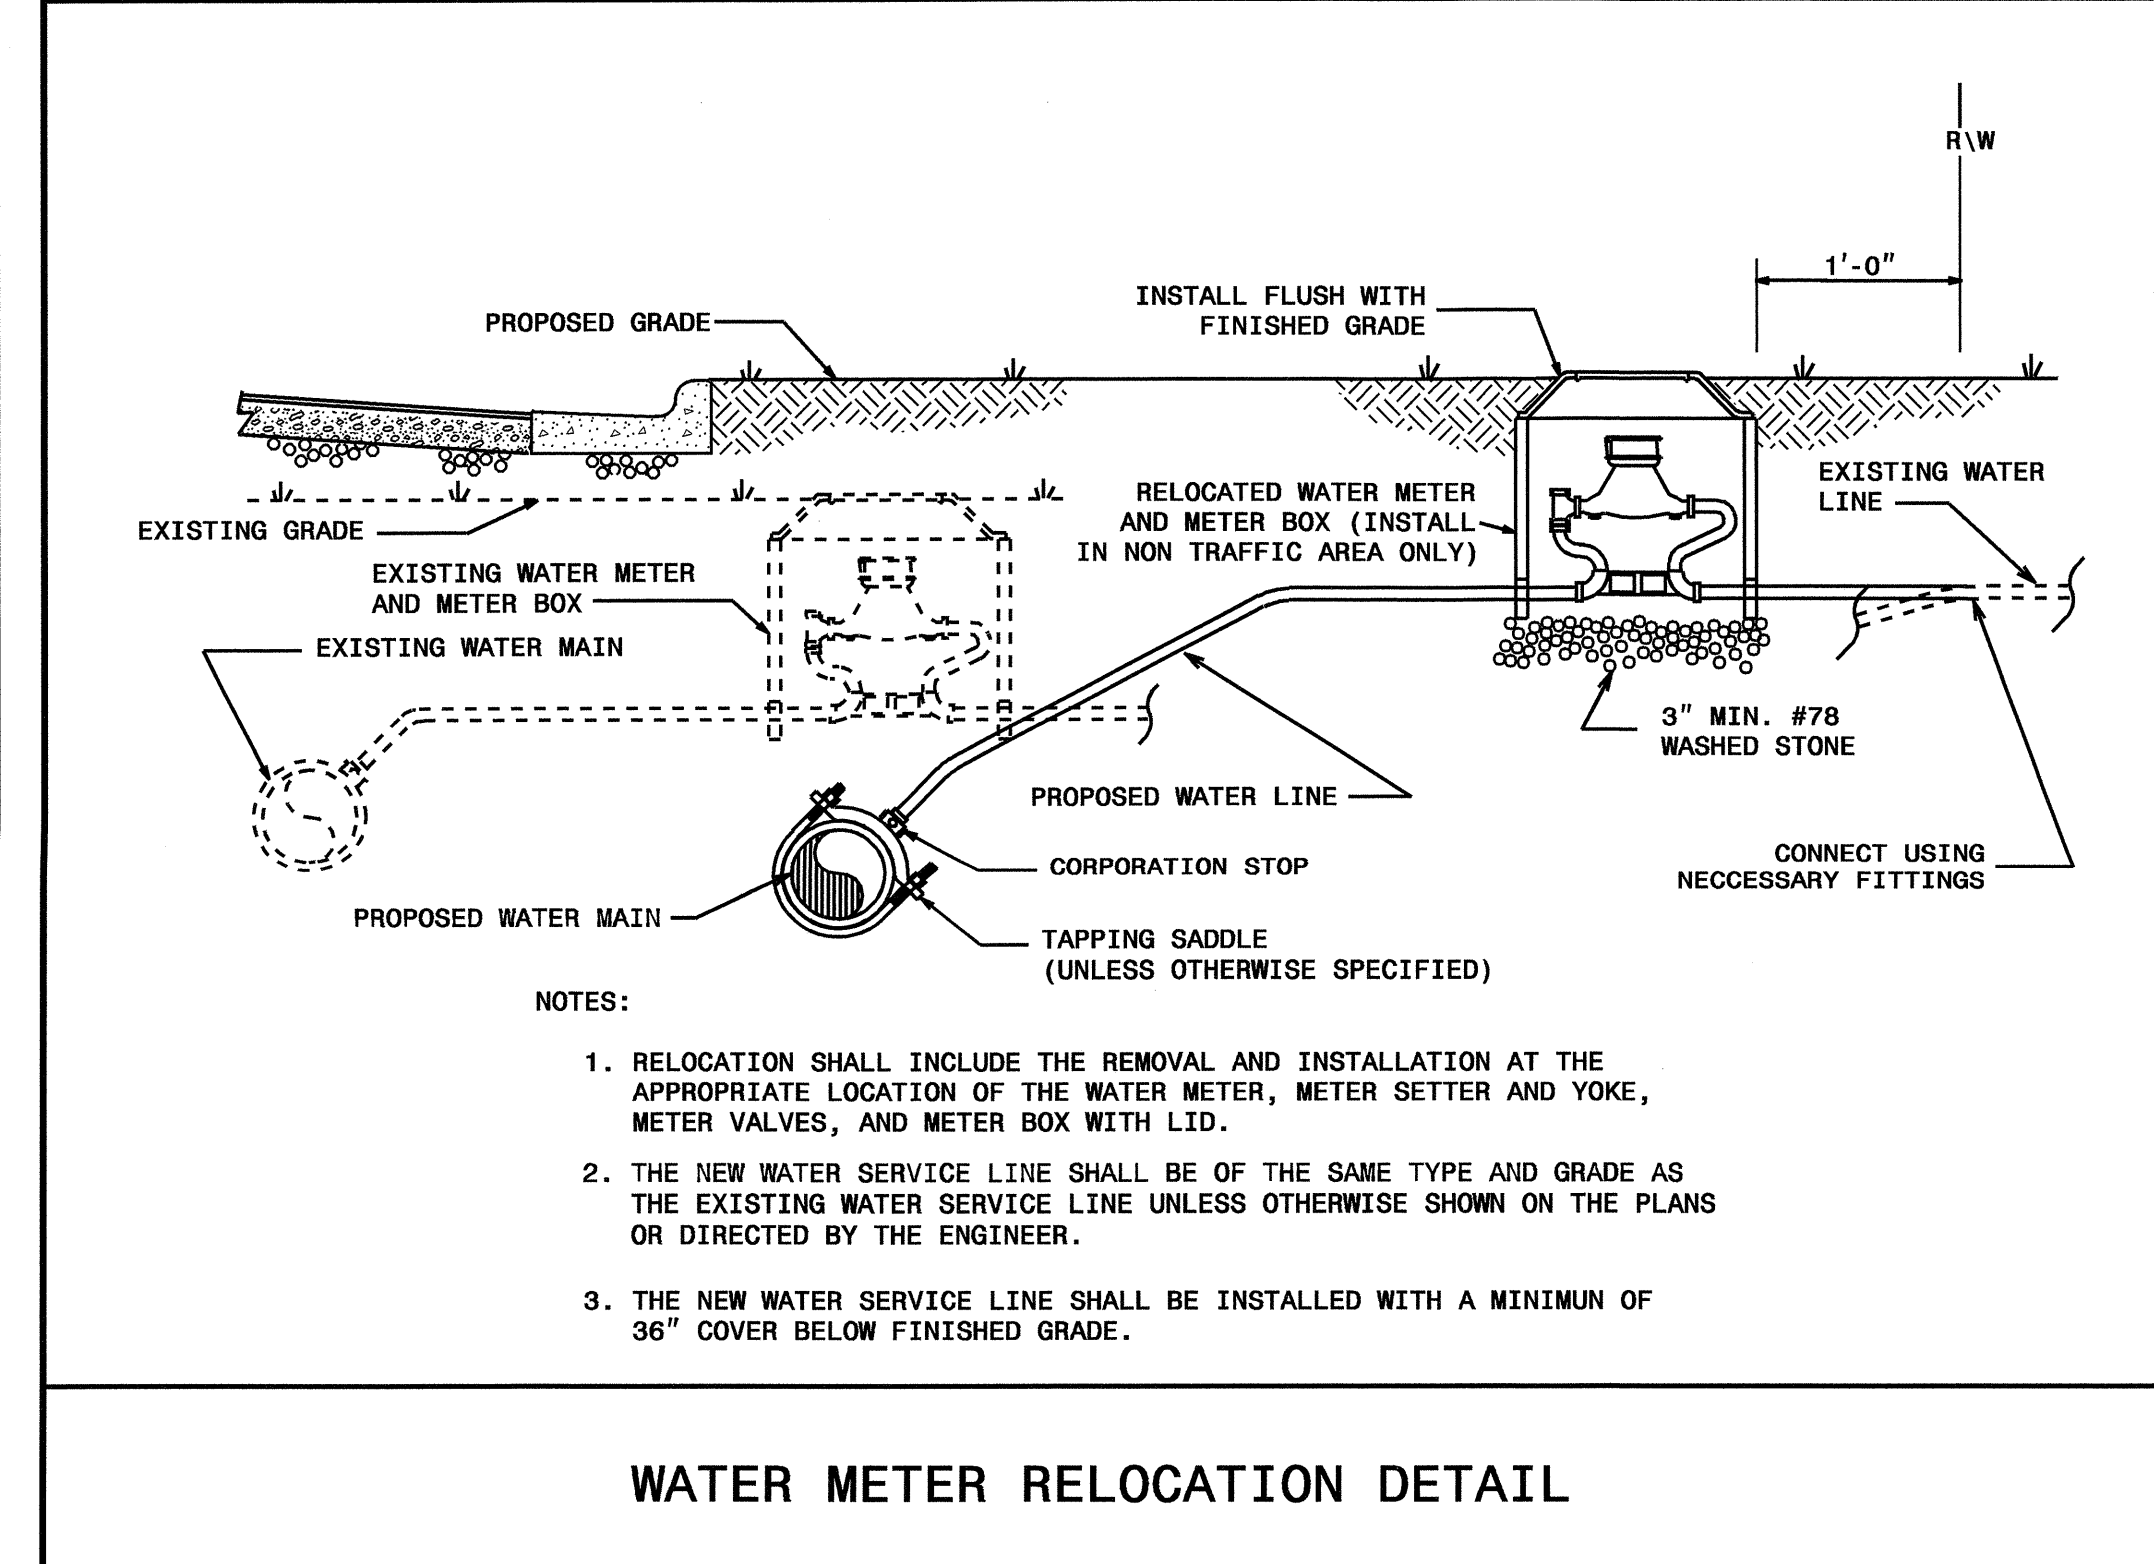 R\W
1'-0"
INSTALL FLUSH WITH
FINISHED GRADE
PROPOSED GRADE
EXISTING WATER
LINE
RELOCATED WATER METER
AND METER BOX (INSTALL
IN NON TRAFFIC AREA ONLY)
EXISTING GRADE
EXISTING WATER METER
AND METER BOX
EXISTING WATER MAIN
3" MIN. #78
WASHED STONE
PROPOSED WATER LINE
CORPORATION STOP
CONNECT USING
NECCESSARY FITTINGS
PROPOSED WATER MAIN
TAPPING SADDLE
(UNLESS OTHERWISE SPECIFIED)
NOTES:
1. RELOCATION SHALL INCLUDE THE REMOVAL AND INSTALLATION AT THE
APPROPRIATE LOCATION OF THE WATER METER, METER SETTER AND YOKE,
METER VALVES, AND METER BOX WITH LID.
2. THE NEW WATER SERVICE LINE SHALL BE OF THE SAME TYPE AND GRADE AS
THE EXISTING WATER SERVICE LINE UNLESS OTHERWISE SHOWN ON THE PLANS
OR DIRECTED BY THE ENGINEER.
3. THE NEW WATER SERVICE LINE SHALL BE INSTALLED WITH A MINIMUN OF
36" COVER BELOW FINISHED GRADE.
WATER METER RELOCATION DETAIL